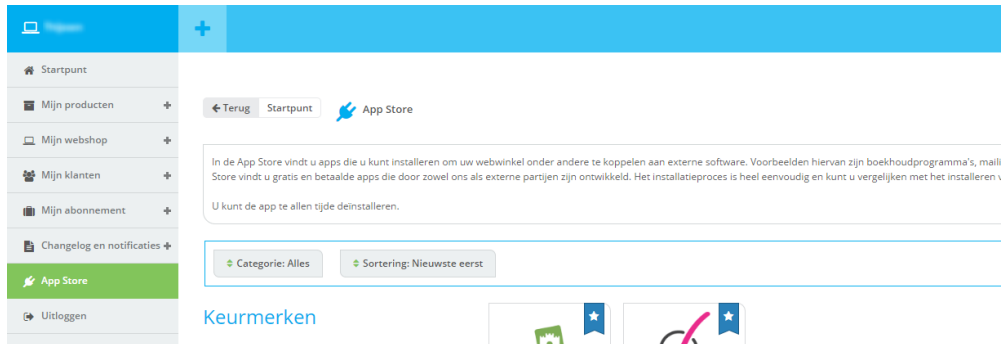 Startpunt
Mijn producten
Mijn webshop
Mijn klanten
Mijn abonnement
Changelog en notificaties
App Store
Uitloggen
Terug Startpunt App Store
In de App Store vindt u apps die u kunt installeren om uw webwinkel onder andere te koppelen aan externe software. Voorbeelden hiervan zijn boekhoudprogramma's,
Store vindt u gratis en betaalde apps die door zowel ons als externe partijen zijn ontwikkeld. Het installatieproces is heel eenvoudig en kunt u vergelijken met het installeren
U kunt de app te allen tijde deïnstalleren.
Categorie: Alles Sortering: Nieuwste eerst
Keurmerken